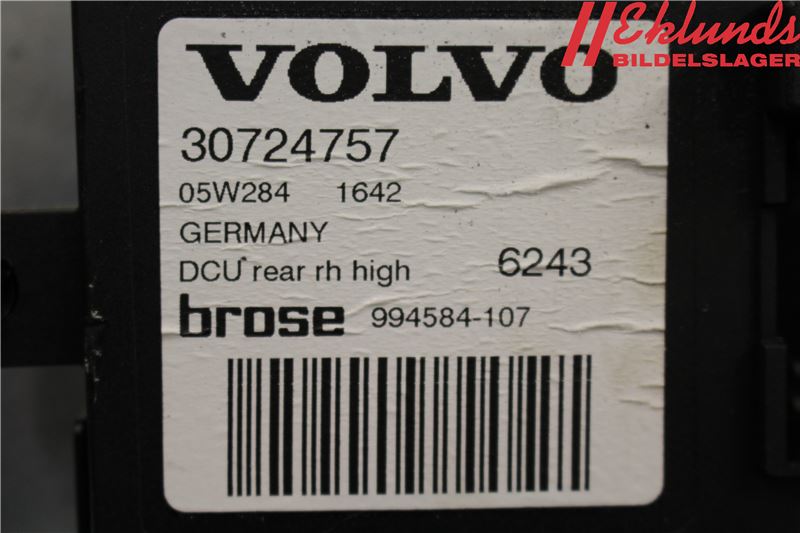 Eklunds
BILDELSLAGER
VOLVO
30724757
05W284 1642
GERMANY
DCU rear rh high 6243
brose 994584-107